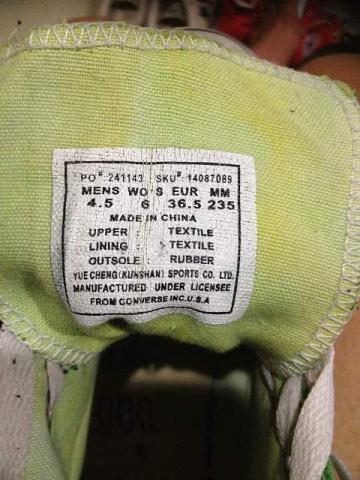 PO#:241143 SKU#:14087089
MENS WO'S EUR MM
4.5 6 36.5 235
MADE IN CHINA
UPPER : TEXTILE
LINING : TEXTILE
OUTSOLE : RUBBER
YUE CHENG(KUNSHAN) SPORTS CO. LTD.
MANUFACTURED UNDER LICENSEE
FROM CONVERSE INC.U.S.A